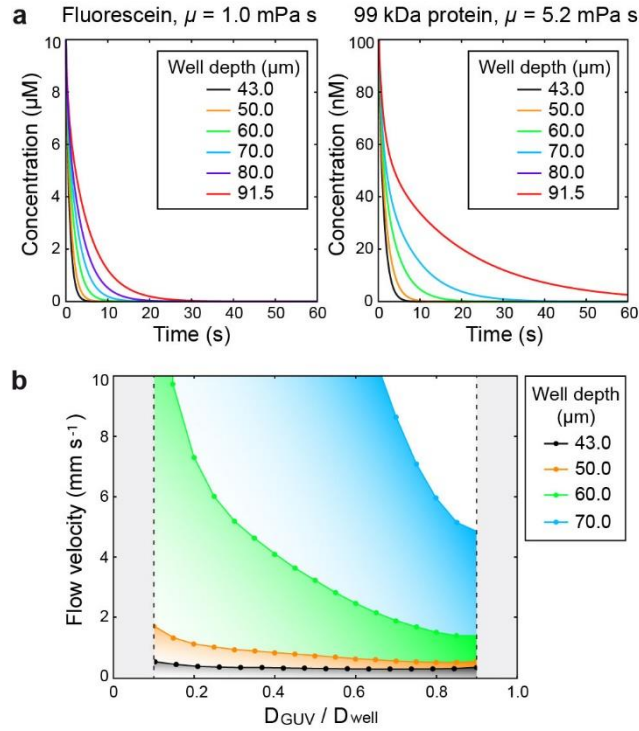 a
Fluorescein, μ = 1.0 mPa s
99 kDa protein, μ = 5.2 mPa s
Concentration (μM)
10
8
6
4
2
0
Well depth (μm)
43.0
50.0
60.0
70.0
80.0
91.5
0 10 20 30 40 50 60
Time (s)
Concentration (nM)
100
80
60
40
20
0
Well depth (μm)
43.0
50.0
60.0
70.0
80.0
91.5
0 10 20 30 40 50 60
Time (s)
b
Flow velocity (mm s-1)
10
8
6
4
2
0
0 0.2 0.4 0.6 0.8 1.0
DGUV / Dwell
Well depth
(μm)
43.0
50.0
60.0
70.0